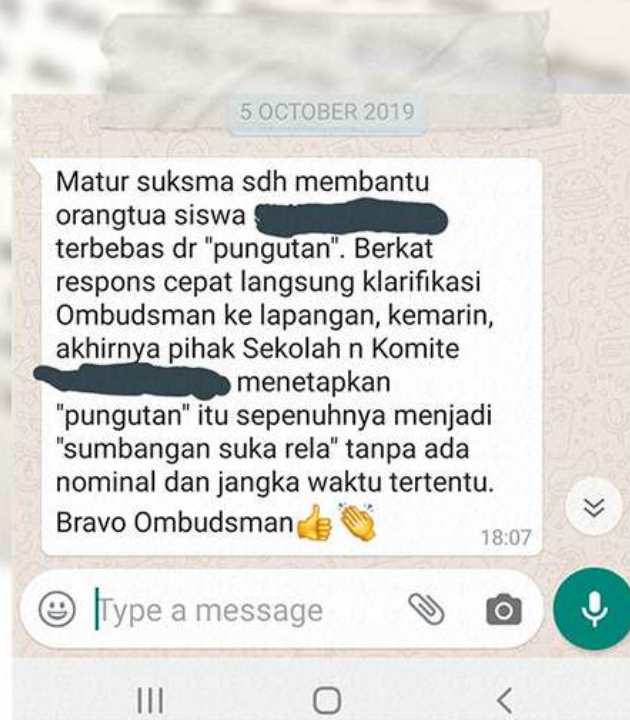 5 OCTOBER 2019
Matur suksma sdh membantu
orangtua siswa
terbebas dr "pungutan". Berkat
respons cepat langsung klarifikasi
Ombudsman ke lapangan, kemarin,
akhirnya pihak Sekolah n Komite
menetapkan
"pungutan" itu sepenuhnya menjadi
"sumbangan suka rela" tanpa ada
nominal dan jangka waktu tertentu.
Bravo Ombudsman👍👏
18:07
Type a message